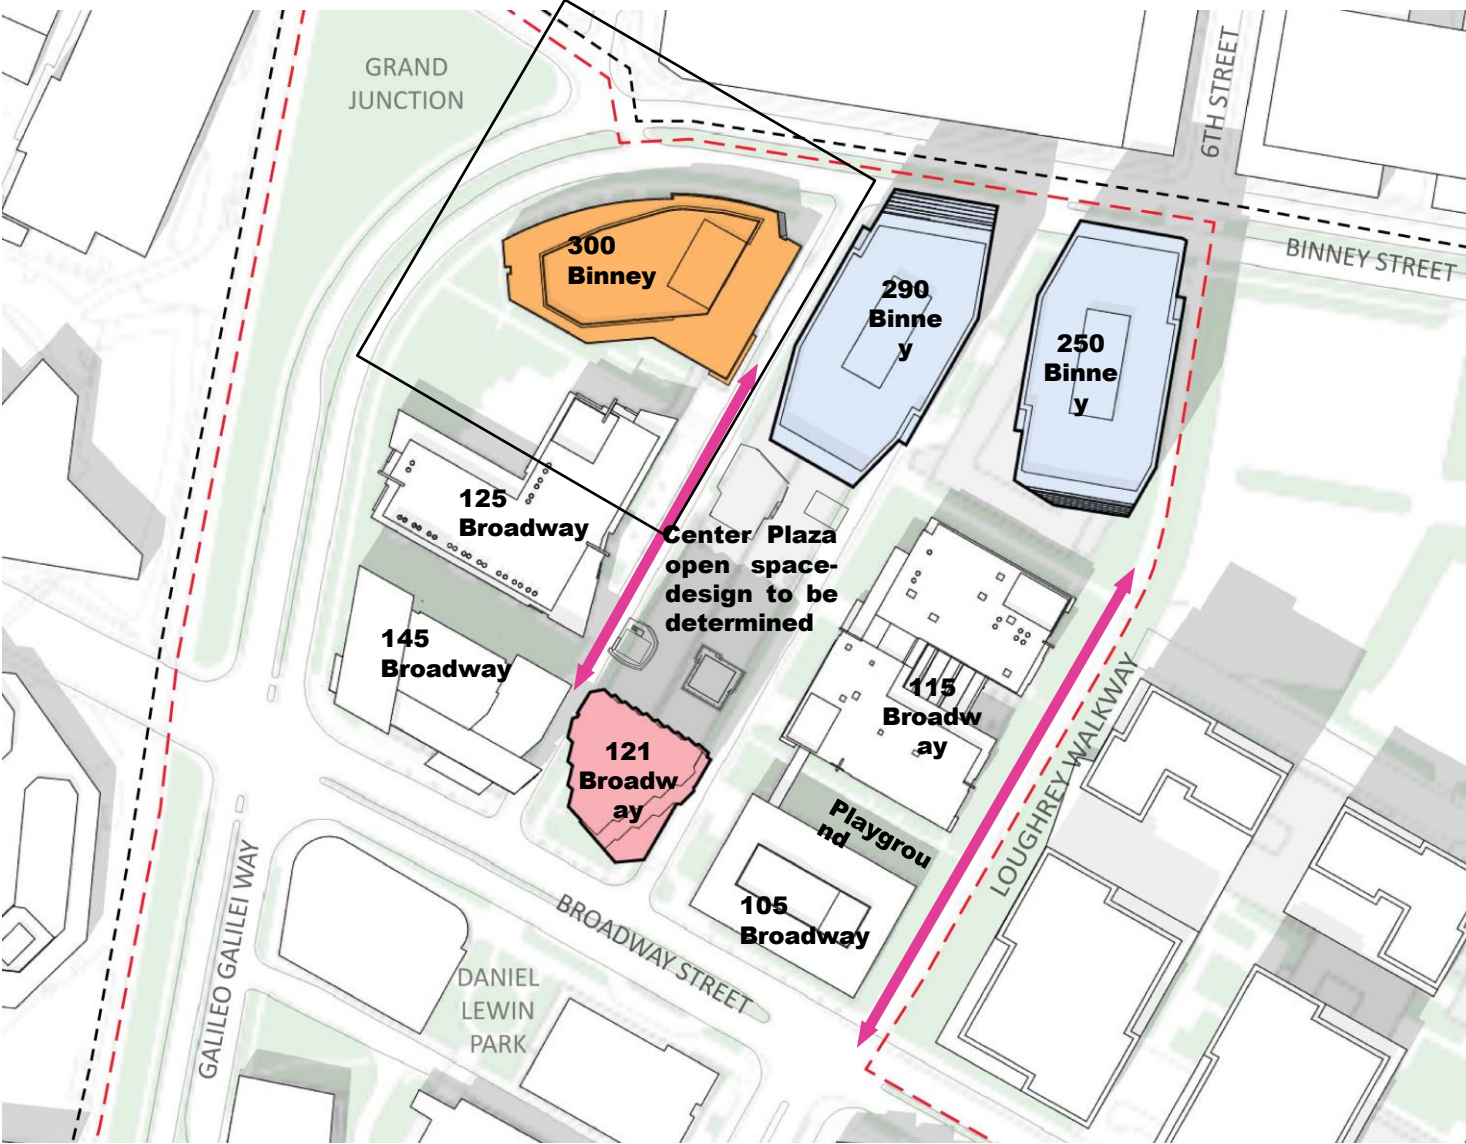 GRAND
JUNCTION
6TH STREET
BINNEY STREET
300
Binney
290
Binne
y
250
Binne
y
125
Broadway
Center Plaza
open space-
design to be
determined
145
Broadway
115
Broadw
ay
121
Broadw
ay
Playgrou
nd
105
Broadway
LOUGHREY WALKWAY
BROADWAY STREET
GALILEO GALILEI WAY
DANIEL
LEWIN
PARK